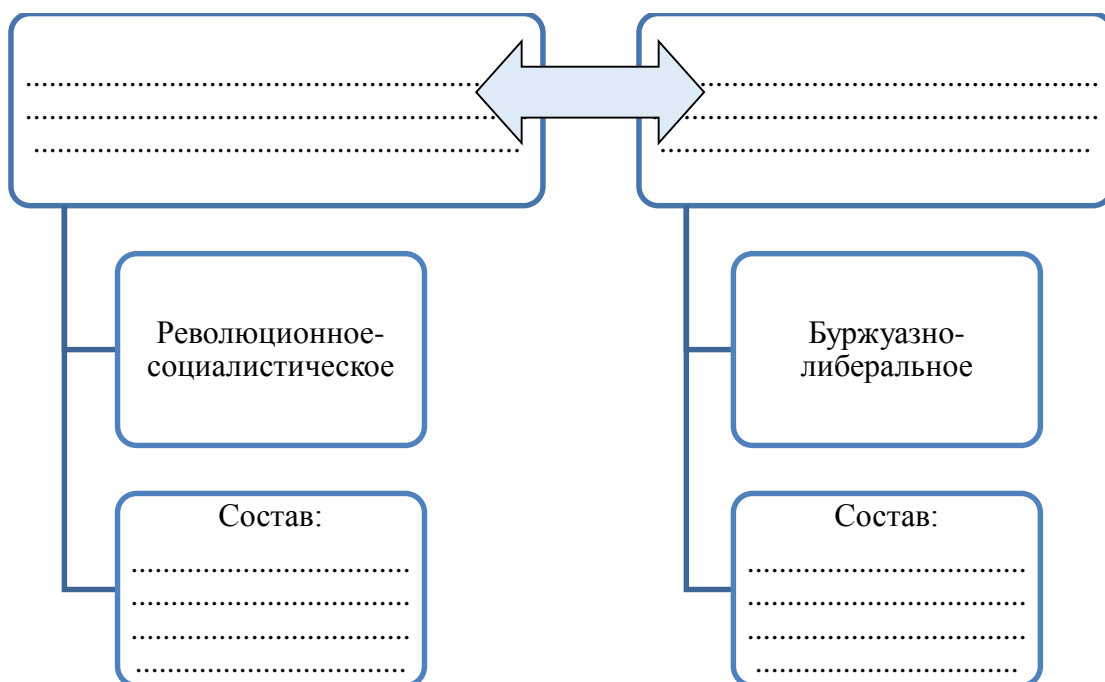 Революционное-
социалистическое
Буржуазно-
либеральное
Состав:
Состав: